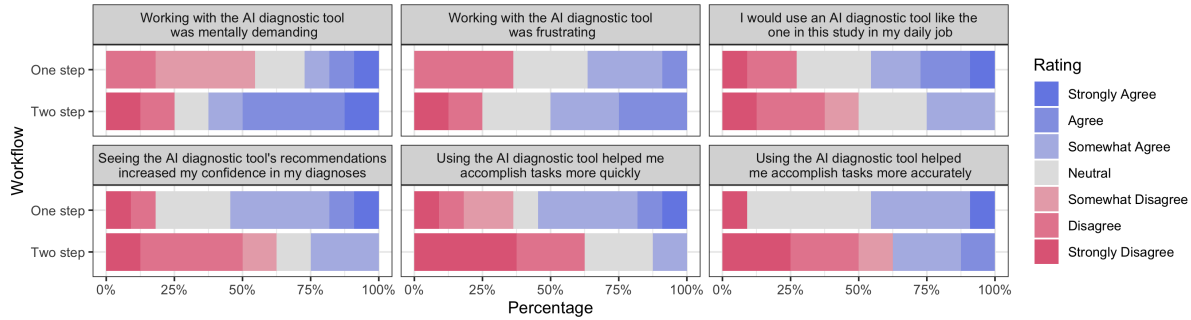 Working with the AI diagnostic tool
was mentally demanding
Working with the AI diagnostic tool
was frustrating
I would use an AI diagnostic tool like the
one in this study in my daily job
One step
Two step
Seeing the AI diagnostic tool's recommendations
increased my confidence in my diagnoses
Using the AI diagnostic tool helped me
accomplish tasks more quickly
Using the AI diagnostic tool helped
me accomplish tasks more accurately
One step
Two step
0% 25% 50% 75% 100% 0% 25% 50% 75% 100% 0% 25% 50% 75% 100%
Percentage
Workflow
Rating
Strongly Agree
Agree
Somewhat Agree
Neutral
Somewhat Disagree
Disagree
Strongly Disagree